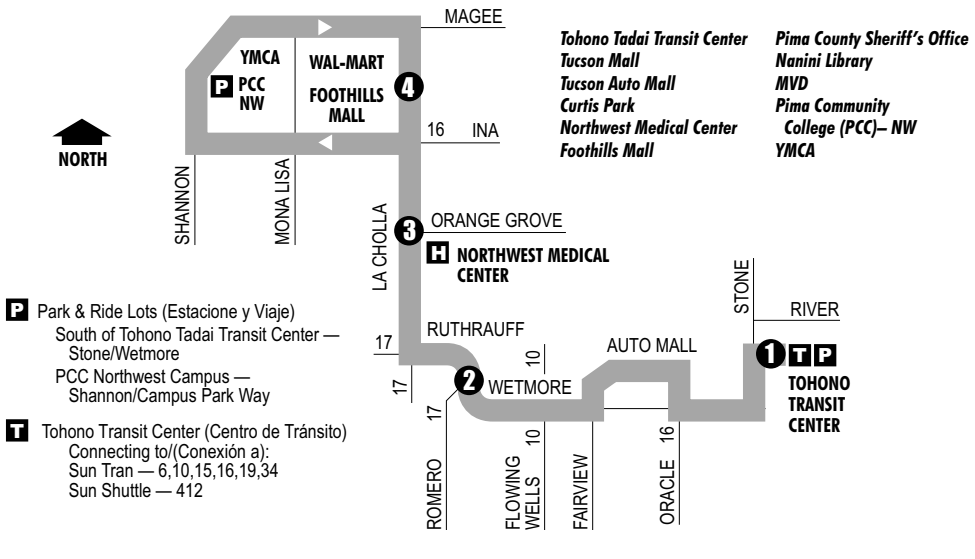 MAGEE
YMCA
P PCC
NW
WAL-MART
FOOTHILLS
MALL
4
16 INA
NORTH
SHANNON
MONA LISA
LA CHOLLA
3
ORANGE GROVE
H NORTHWEST MEDICAL
CENTER
Tohono Tadai Transit Center
Tucson Mall
Tucson Auto Mall
Curtis Park
Northwest Medical Center
Foothills Mall
Pima County Sheriff's Office
Nanini Library
MVD
Pima Community
College (PCC)– NW
YMCA
STONE
RIVER
1 T P
TOHONO
TRANSIT
CENTER
RUTHRAUFF
17
17
2
WETMORE
10
AUTO MALL
17
ROMERO
10
FLOWING
WELLS
FAIRVIEW
16
ORACLE
P Park & Ride Lots (Estacione y Viaje)
South of Tohono Tadai Transit Center —
Stone/Wetmore
PCC Northwest Campus —
Shannon/Campus Park Way
T Tohono Transit Center (Centro de Tránsito)
Connecting to/(Conexión a):
Sun Tran — 6,10,15,16,19,34
Sun Shuttle — 412